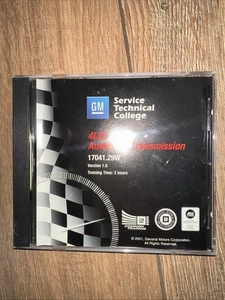 GM
Service
Technical
College
Automatic Transmission
17041.29W
Version 1.0
Training Time: 3 hours
© 2001, General Motors Corporation
All Rights Reserved.